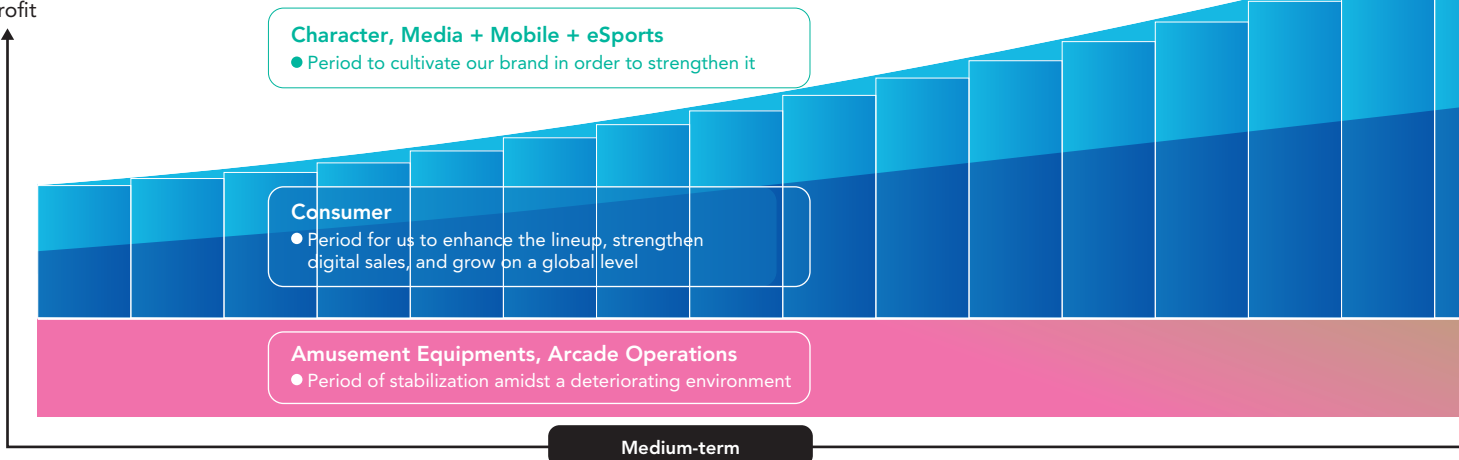 rofit
Character, Media + Mobile + eSports
● Period to cultivate our brand in order to strengthen it
Consumer
● Period for us to enhance the lineup, strengthen
digital sales, and grow on a global level
Amusement Equipments, Arcade Operations
● Period of stabilization amidst a deteriorating environment
Medium-term